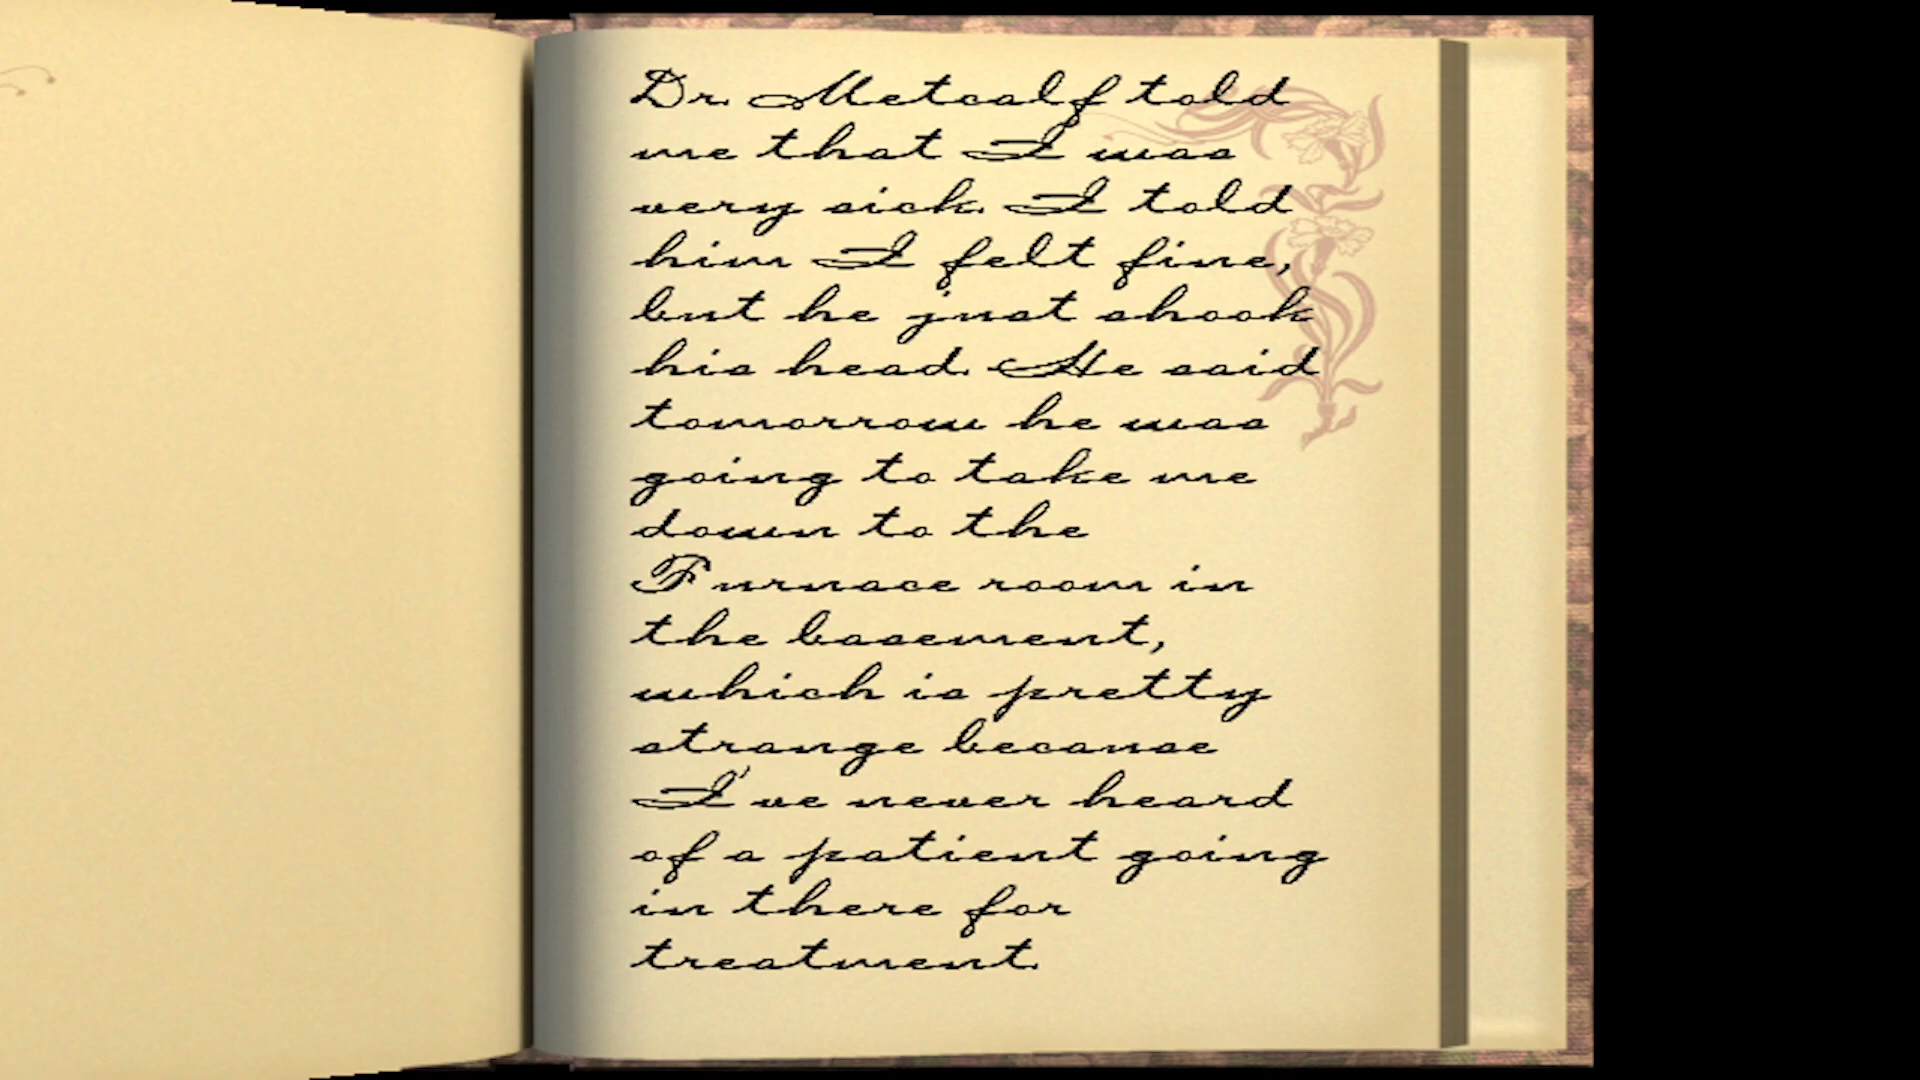 Dr. Metcalf told
me that I was
very sick. I told
him I felt fine,
but he just shook
his head. He said
tomorrow he was
going to take me
down to the
Furnace room in
the basement,
which is pretty
strange because
I've never heard
of a patient going
in there for
treatment.